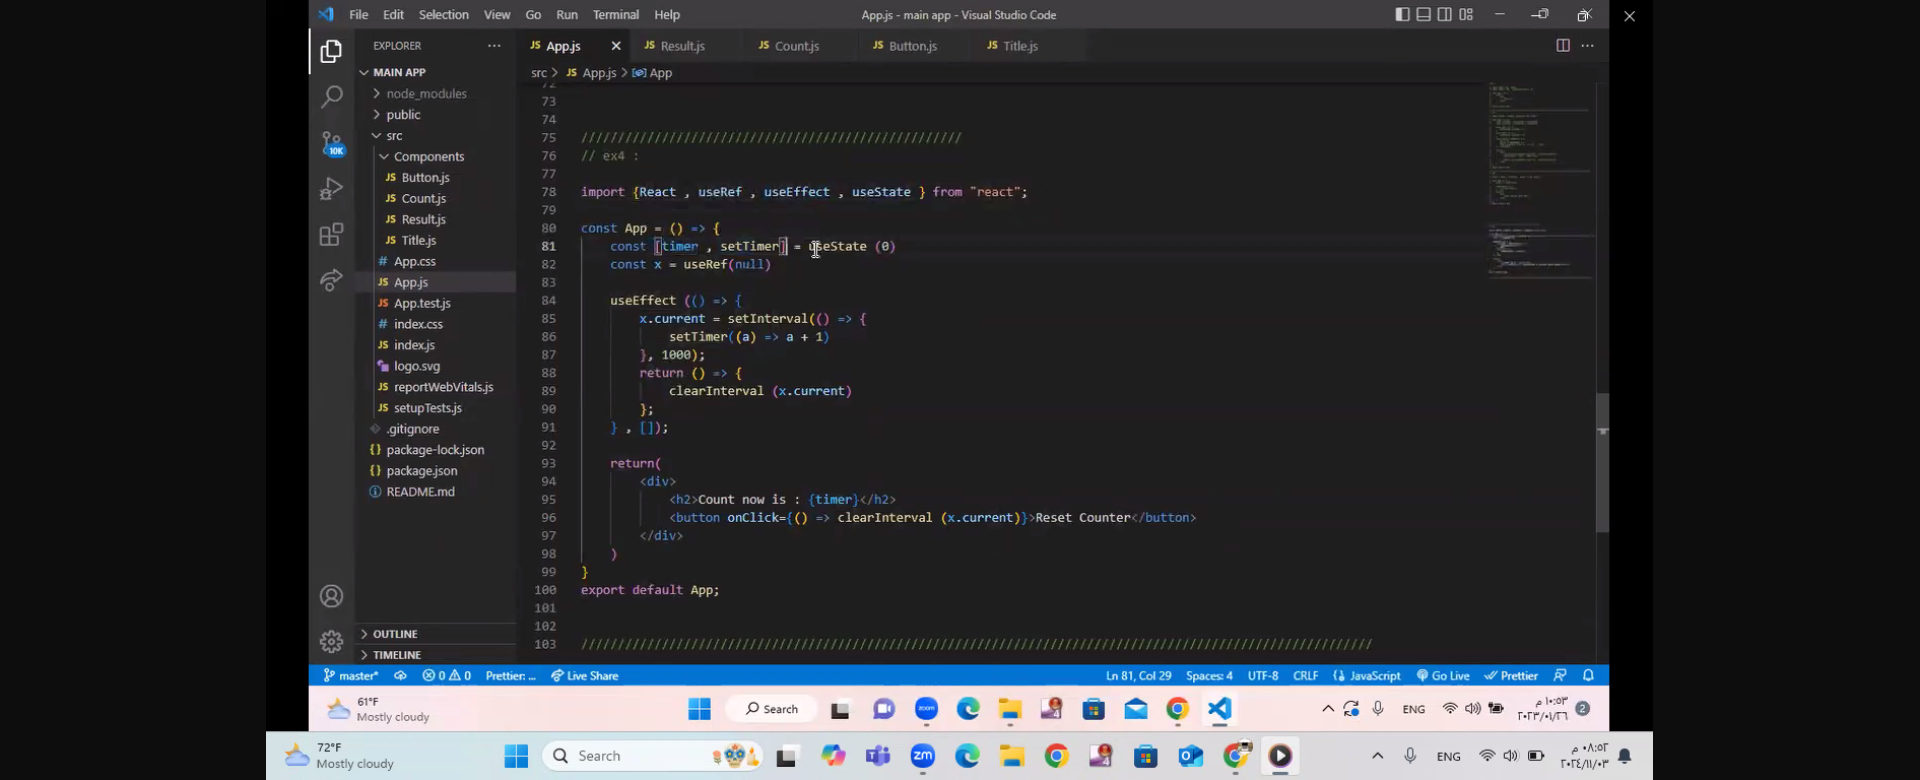 File Edit Selection View Go Run Terminal Help
App.js - main app - Visual Studio Code
EXPLORER
MAIN APP
node_modules
public
src
Components
JS Button.js
JS Count.js
JS Result.js
JS Title.js
# App.css
JS App.js
JS App.test.js
# index.css
JS index.js
logo.svg
JS reportWebVitals.js
JS setupTests.js
.gitignore
{} package-lock.json
{} package.json
README.md
OUTLINE
TIMELINE
10K
JS App.js
JS Result.js
JS Count.js
JS Button.js
JS Title.js
src > JS App.js > App
72
73
74
75 ////////////////////////////////////////////////////
76 // ex4 :
77
78 import {React , useRef , useEffect , useState } from "react";
79
80 const App = () => {
81 const [timer , setTimer] = useState (0)
82 const x = useRef(null)
83
84 useEffect (() => {
85 x.current = setInterval(() => {
86 setTimer((a) => a + 1)
87 }, 1000);
88 return () => {
89 clearInterval (x.current)
90 };
91 } , []);
92
93 return(
94 <div>
95 <h2>Count now is : {timer}</h2>
96 <button onClick={() => clearInterval (x.current)}>Reset Counter</button>
97 </div>
98 )
99 }
100 export default App;
101
102
103 ////////////////////////////////////////////////////////////////////////////////////////////////////////////
master* 0 0 Prettier: ... Live Share
Ln 81, Col 29 Spaces: 4 UTF-8 CRLF {} JavaScript Go Live Prettier
61°F
Mostly cloudy
Search
zoom
ENG
١٠:٥٣ م
٢٠٢٣/٠١/٢٦
2
72°F
Mostly cloudy
Search
zm
ENG
٠٨:٥٢ م
٢٠٢٤/١١/٠٣